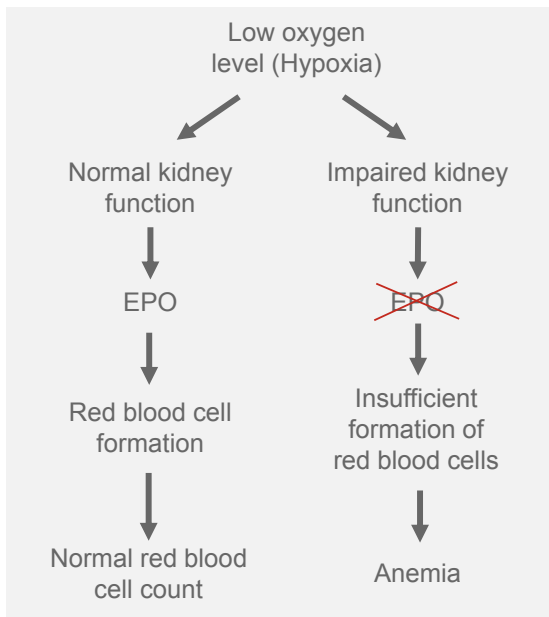 Low oxygen
level (Hypoxia)
Normal kidney
function
EPO
Red blood cell
formation
Normal red blood
cell count
Impaired kidney
function
EPO
Insufficient
formation of
red blood cells
Anemia